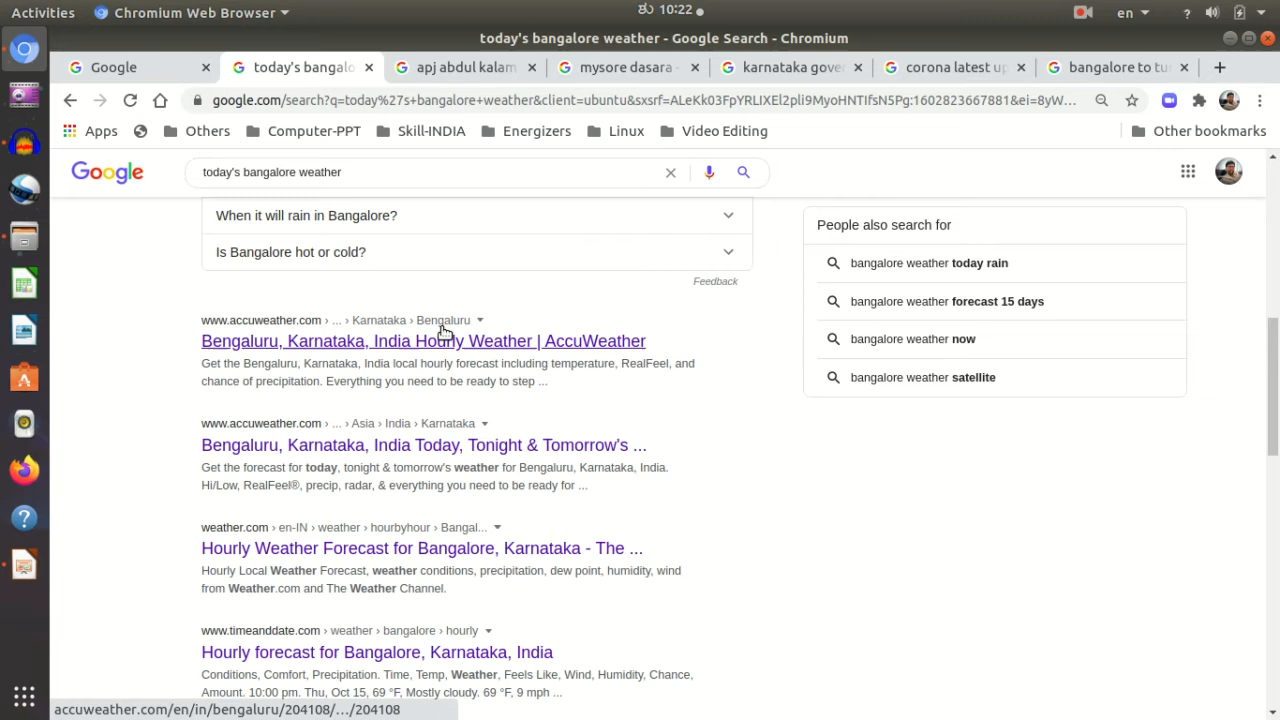 Activities
Chromium Web Browser
10:22
en
today's bangalore weather - Google Search - Chromium
Google
today's bangalo
apj abdul kalam
mysore dasara -
karnataka gover
corona latest up
bangalore to tu
google.com/search?q=today%27s+bangalore+weather&client=ubuntu&sxsrf=ALeKk03FpYRLIXEl2pli9MyoHNTIfsN5Pg:1602823667881&ei=8yW...
Apps
Others
Computer-PPT
Skill-INDIA
Energizers
Linux
Video Editing
Other bookmarks
Google
today's bangalore weather
When it will rain in Bangalore?
Is Bangalore hot or cold?
Feedback
www.accuweather.com › ... › Karnataka › Bengaluru
Bengaluru, Karnataka, India Hourly Weather | AccuWeather
Get the Bengaluru, Karnataka, India local hourly forecast including temperature, RealFeel, and
chance of precipitation. Everything you need to be ready to step ...
www.accuweather.com › ... › Asia › India › Karnataka
Bengaluru, Karnataka, India Today, Tonight & Tomorrow's ...
Get the forecast for today, tonight & tomorrow's weather for Bengaluru, Karnataka, India.
Hi/Low, RealFeel®, precip, radar, & everything you need to be ready for ...
weather.com › en-IN › weather › hourbyhour › Bangal...
Hourly Weather Forecast for Bangalore, Karnataka - The ...
Hourly Local Weather Forecast, weather conditions, precipitation, dew point, humidity, wind
from Weather.com and The Weather Channel.
www.timeanddate.com › weather › bangalore › hourly
Hourly forecast for Bangalore, Karnataka, India
Conditions, Comfort, Precipitation. Time, Temp, Weather, Feels Like, Wind, Humidity, Chance,
Amount. 10:00 pm. Thu, Oct 15, 69 °F, Mostly cloudy. 69 °F, 9 mph ...
People also search for
bangalore weather today rain
bangalore weather forecast 15 days
bangalore weather now
bangalore weather satellite
accuweather.com/en/in/bengaluru/204108/.../204108